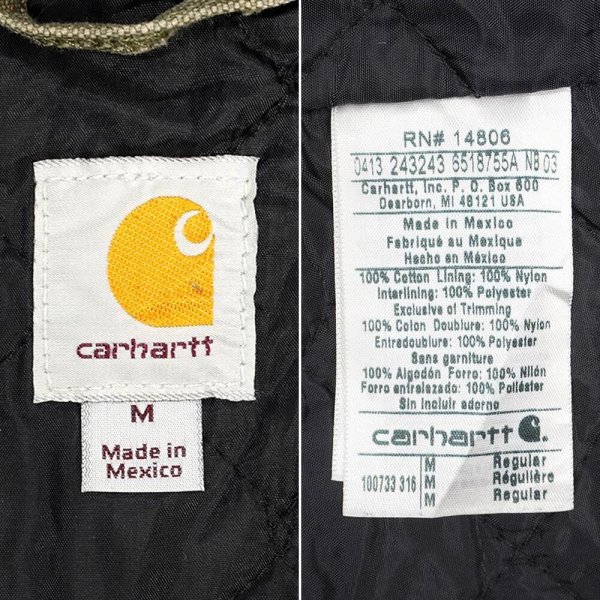 carhartt
M
Made in
Mexico
RN# 14806
0413 243243 6518755A NB 03
Carhartt, Inc. P.O. Box 600
Dearborn, MI 48121 USA
Made in Mexico
Fabriqué au Mexique
Hecho en México
100% Cotton Lining: 100% Nylon
Interlining: 100% Polyester
Exclusive of Trimming
100% Coton Doublure: 100% Nylon
Entredoublure: 100% Polyester
Sans garniture
100% Algodón Forro: 100% Nilón
Forro entrelazado: 100% Poliéster
Sin incluir adorno
carhartt
M Regular
100733 316 M Régulière
M Regular